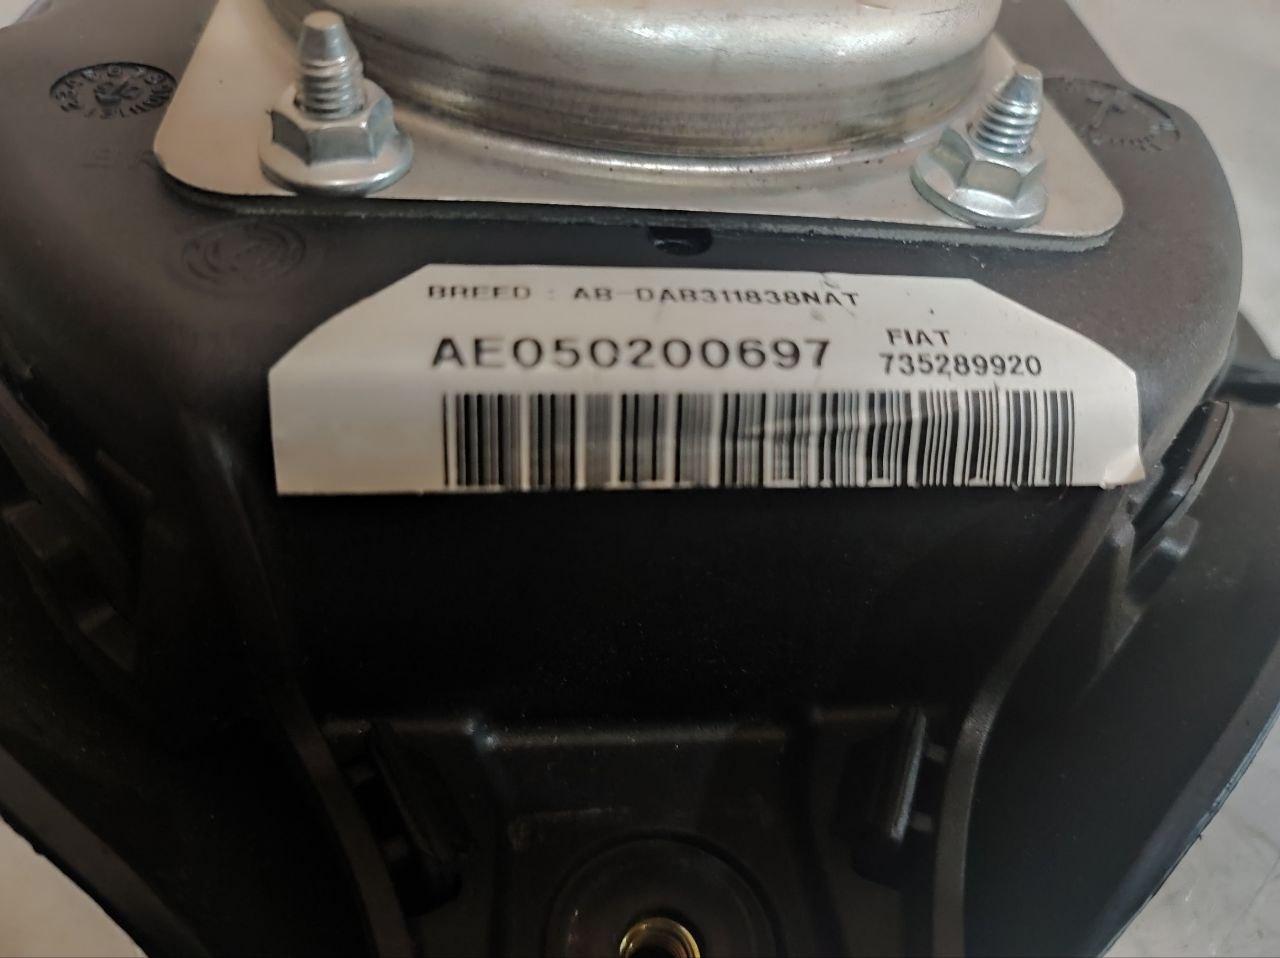 BREED : AB-DAB311838NAT
FIAT
AE050200697 735289920